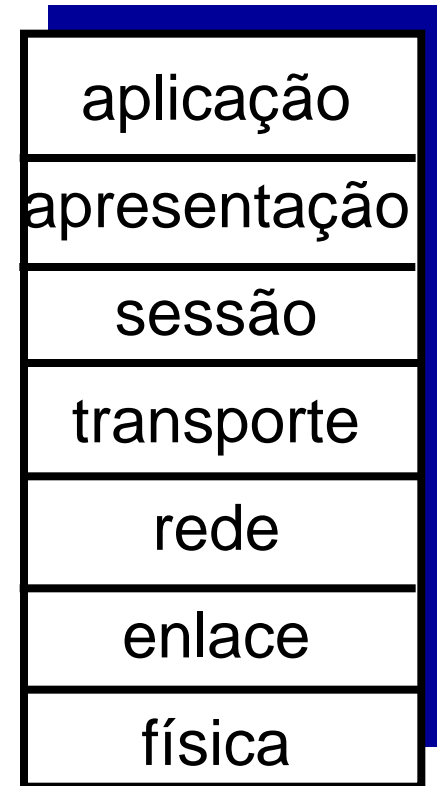 aplicação
apresentação
sessão
transporte
rede
enlace
física